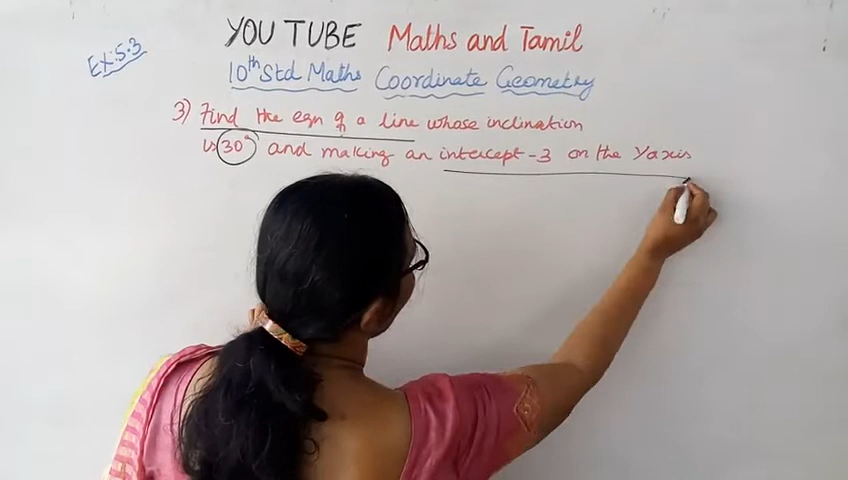 YOU TUBE Maths and Tamil
Ex:5.3
10th Std Maths Coordinate Geometry
3) Find the eqn of a line whose inclination
is 30° and making an intercept -3 on the Y axis